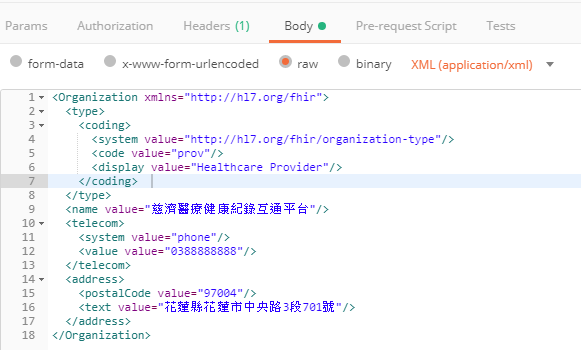 Params Authorization Headers (1) Body Pre-request Script Tests
form-data x-www-form-urlencoded raw binary XML (application/xml)
1 <Organization xmlns="http://hl7.org/fhir">
2 <type>
3 <coding>
4 <system value="http://hl7.org/fhir/organization-type"/>
5 <code value="prov"/>
6 <display value="Healthcare Provider"/>
7 </coding>
8 </type>
9 <name value="慈濟醫療健康紀錄互通平台"/>
10 <telecom>
11 <system value="phone"/>
12 <value value="0388888888"/>
13 </telecom>
14 <address>
15 <postalCode value="97004"/>
16 <text value="花蓮縣花蓮市中央路3段701號"/>
17 </address>
18 </Organization>